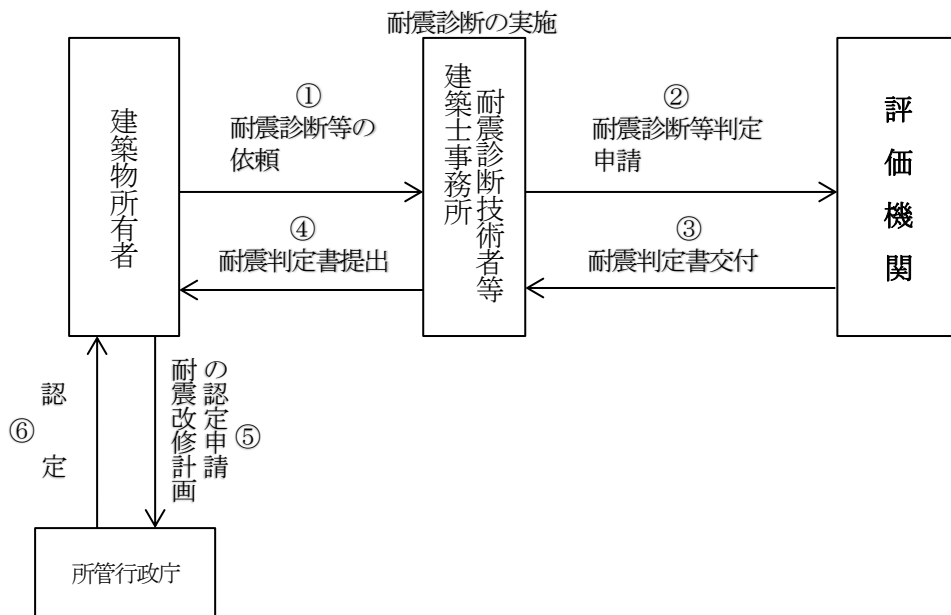 耐震診断の実施
建築物所有者
①
耐震診断等の
依頼
④
耐震判定書提出
耐震診断技術者等
建築士事務所
②
耐震診断等判定
申請
③
耐震判定書交付
評価機関
⑤
の認定申請
耐震改修計画
⑥
認定
所管行政庁